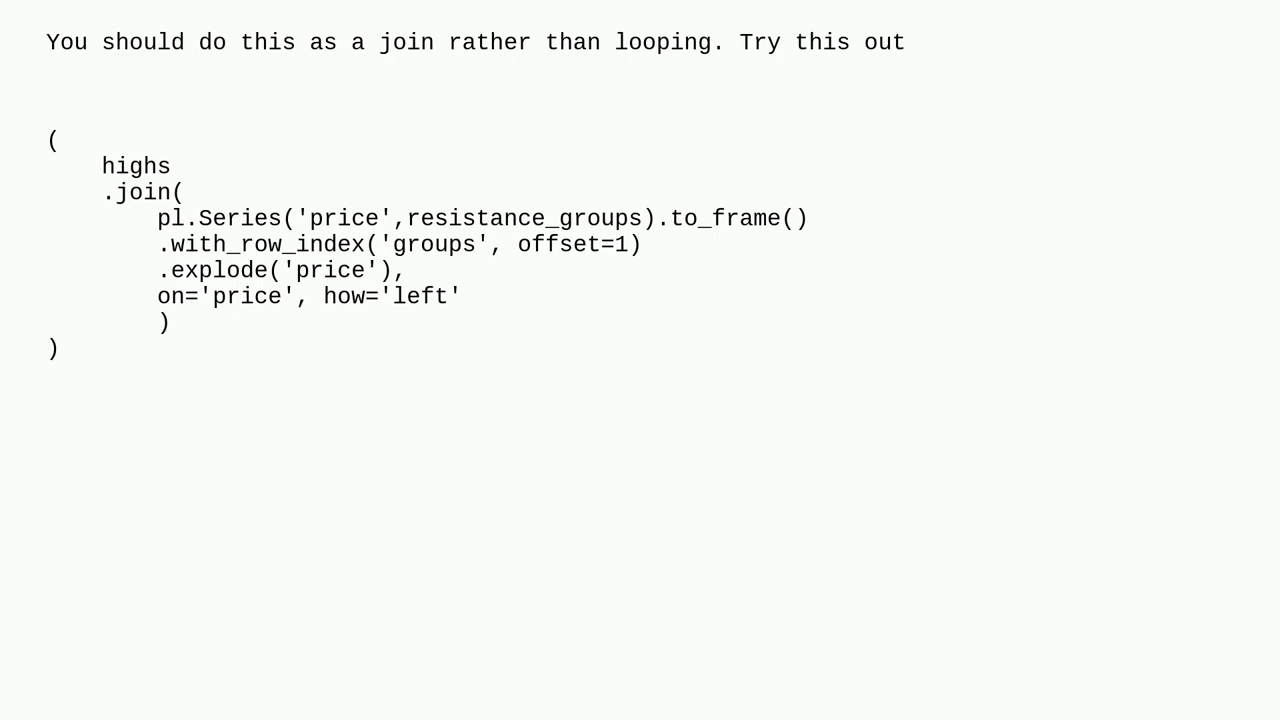 You should do this as a join rather than looping. Try this out
(
    highs
    .join(
        pl.Series('price',resistance_groups).to_frame()
        .with_row_index('groups', offset=1)
        .explode('price'),
        on='price', how='left'
        )
)